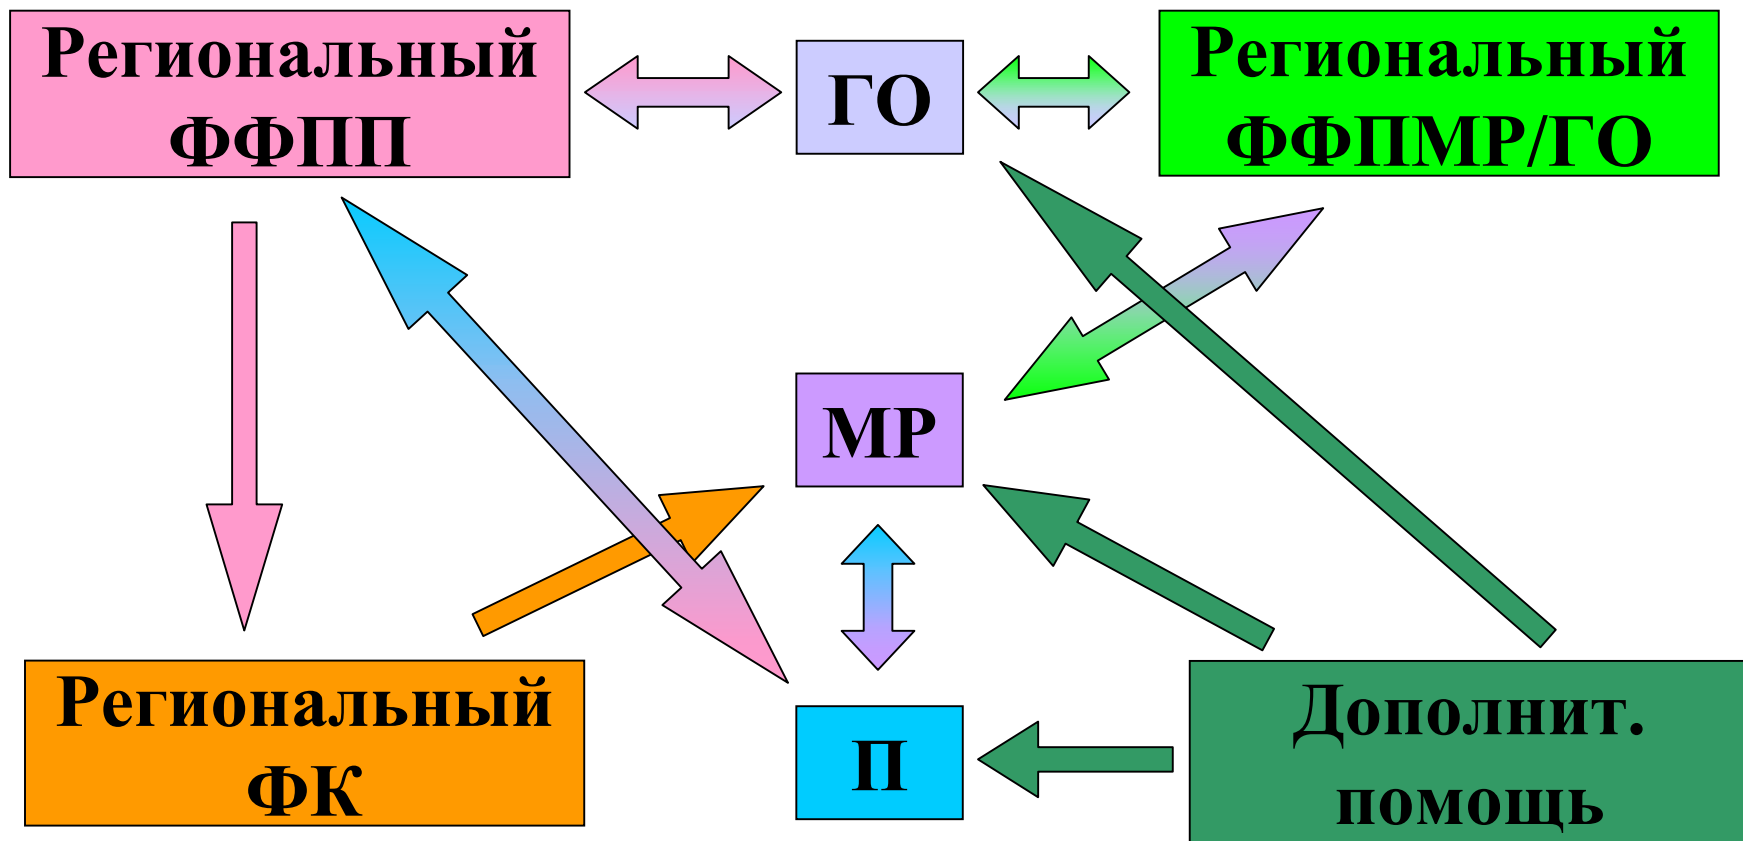 Региональный
ФФПП
ГО
Региональный
ФФПМР/ГО
МР
Региональный
ФК
П
Дополнит.
помощь